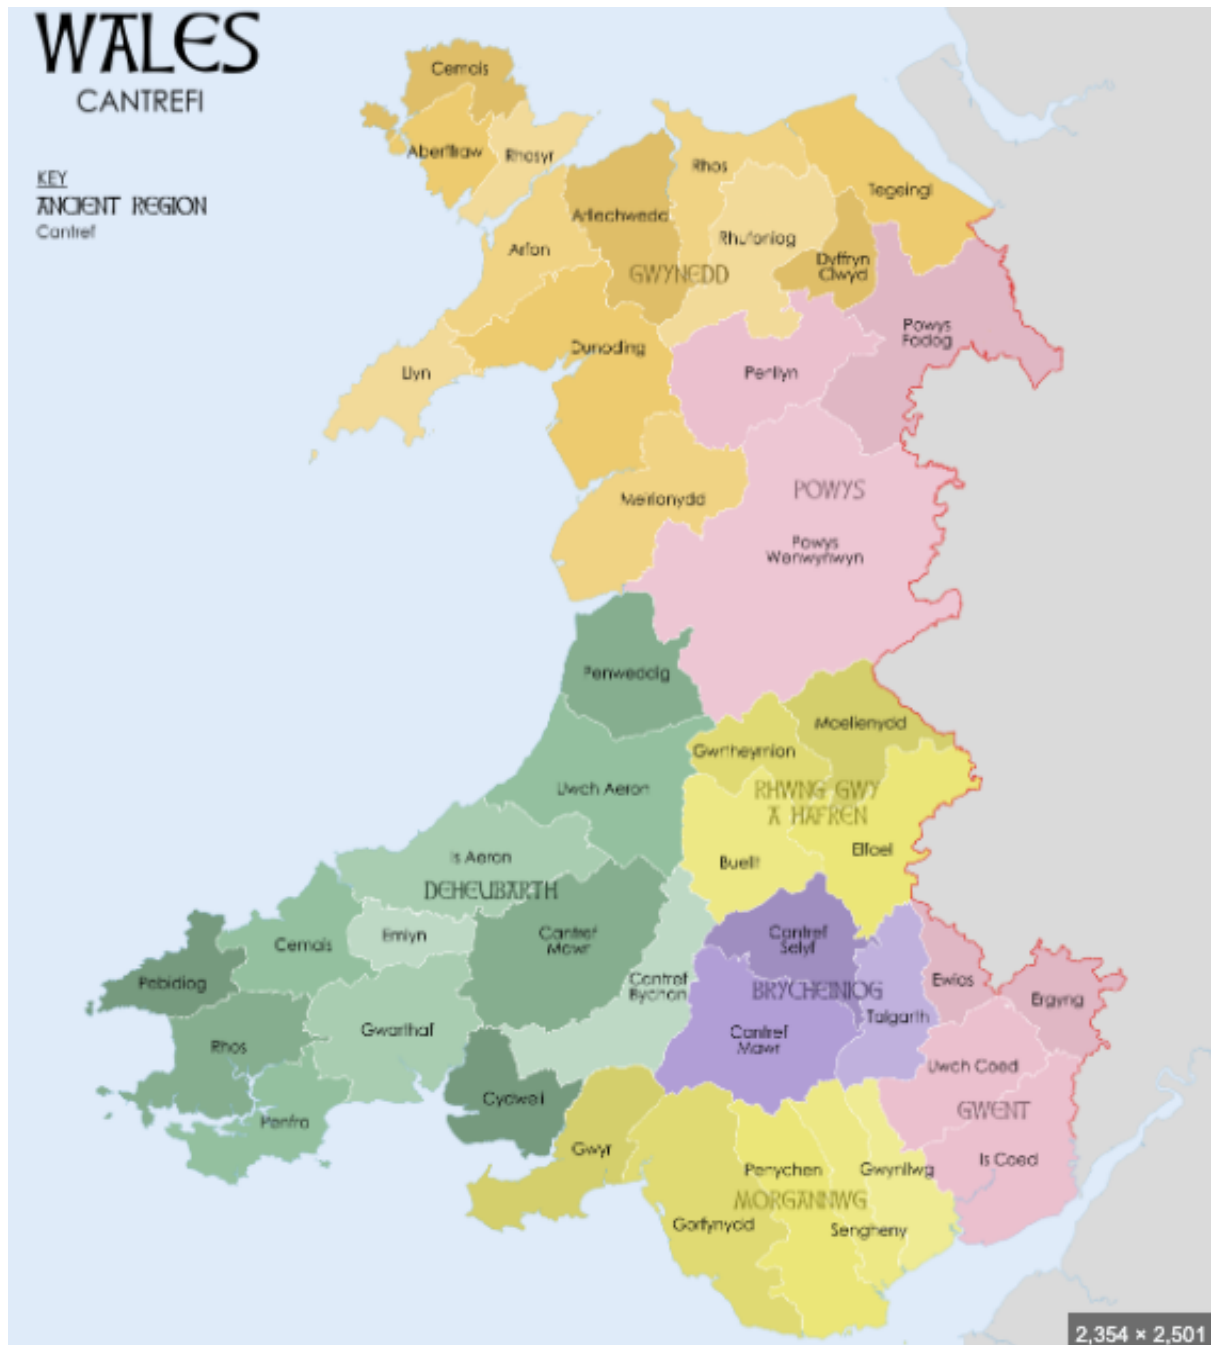 WALES
CANTREFI
KEY
ANCIENT REGION
Cantref
Cemais
Aberffraw
Rhosyr
Rhos
Tegeingl
Arllechwedd
Arfon
Rhufoniog
Dyffryn
Clwyd
GWYNEDD
Powys
Fadog
Dunoding
Llyn
Penllyn
Meirionydd
POWYS
Powys
Wenwynwyn
Penweddig
Maelienydd
Gwrtheyrnion
Uwch Aeron
RHWNG GWY
A HAFREN
Is Aeron
Buellt
Elfael
DEHEUBARTH
Cemais
Emlyn
Cantref
Mawr
Cantref
Selyf
Pebidiog
Cantref
Bychan
BRYCHEINIOG
Ewias
Ergyng
Talgarth
Gwarthaf
Rhos
Cantref
Mawr
Uwch Coed
Cydweli
GWENT
Penfro
Gwyr
Is Coed
Penychen
Gwynllwg
MORGANNWG
Gorfynydd
Sengheny
2,354 × 2,501